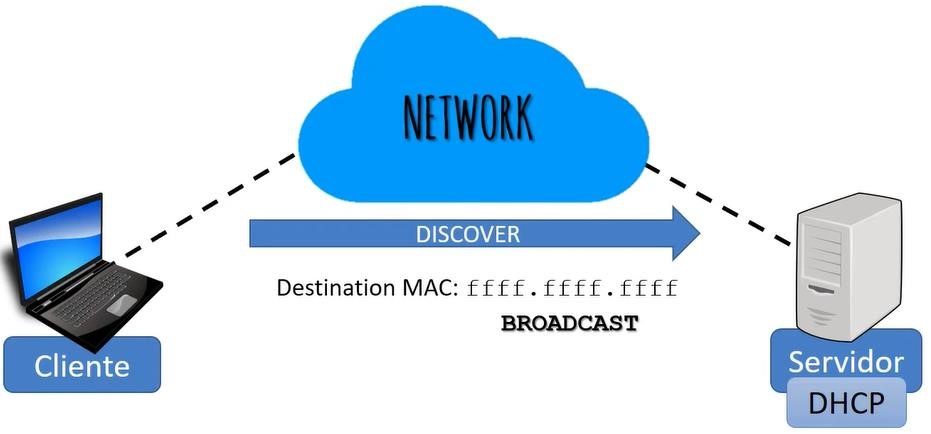 NETWORK
DISCOVER
Destination MAC: ffff.ffff.ffff
BROADCAST
Cliente
Servidor
DHCP